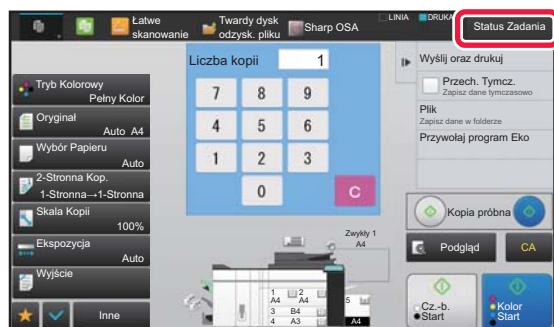 Łatwe
skanowanie
Twardy dysk
odzysk. pliku
Sharp OSA
LINIA
DRUKA
Status Zadania
Liczba kopii
1
Tryb Kolorowy
Pełny Kolor
Oryginał
Auto A4
Wybór Papieru
Auto
2-Stronna Kop.
1-Stronna→1-Stronna
Skala Kopii
100%
Ekspozycja
Auto
Wyjście
Inne
7 8 9
4 5 6
1 2 3
0 C
Zwykły 1
A4
1 2
A4 A4
3 B4
4 A3
5
A4
Wyślij oraz drukuj
Przech. Tymcz.
Zapisz dane tymczasowo
Plik
Zapisz dane w folderze
Przywołaj program Eko
Kopia próbna
Podgląd
CA
Cz.-b.
Start
Kolor
Start